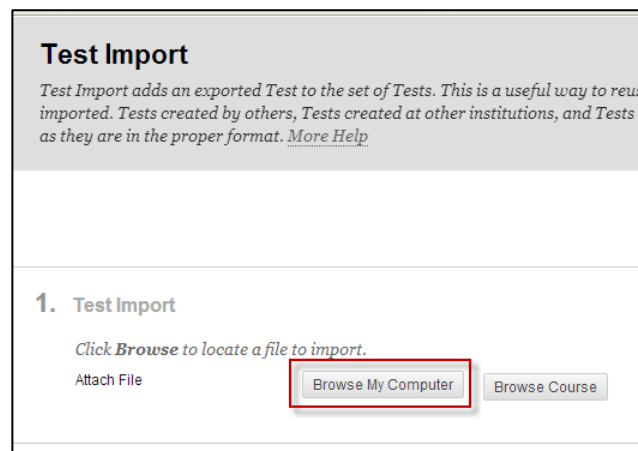 Test Import
Test Import adds an exported Test to the set of Tests. This is a useful way to reus
imported. Tests created by others, Tests created at other institutions, and Tests
as they are in the proper format. More Help
1. Test Import
Click Browse to locate a file to import.
Attach File Browse My Computer Browse Course